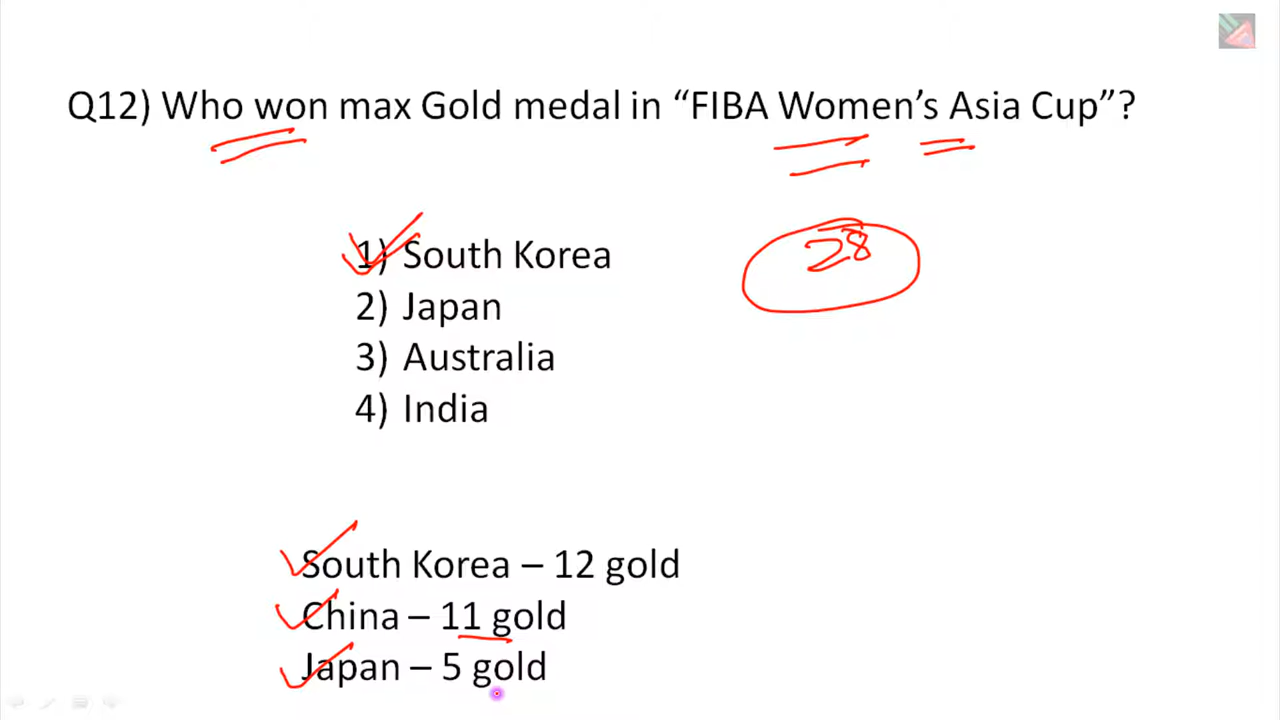 Q12) Who won max Gold medal in “FIBA Women’s Asia Cup”?
1) South Korea
28
2) Japan
3) Australia
4) India
South Korea – 12 gold
China – 11 gold
Japan – 5 gold